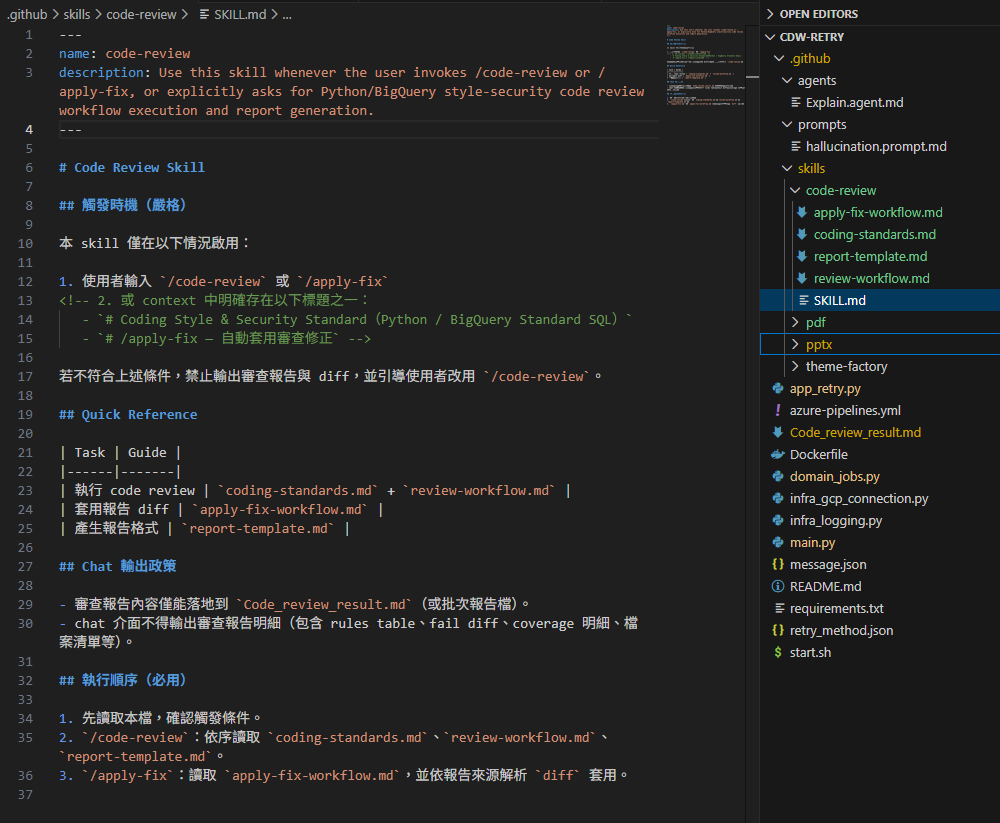 .github > skills > code-review > SKILL.md > ...
1 ---
2 name: code-review
3 description: Use this skill whenever the user invokes /code-review or /
apply-fix, or explicitly asks for Python/BigQuery style-security code review
workflow execution and report generation.
4 ---
5
6 # Code Review Skill
7
8 ## 觸發時機（嚴格）
9
10 本 skill 僅在以下情況啟用：
11
12 1. 使用者輸入 `/code-review` 或 `/apply-fix`
13 <!-- 2. 或 context 中明確存在以下標題之一：
14 - `# Coding Style & Security Standard（Python / BigQuery Standard SQL）`
15 - `# /apply-fix — 自動套用審查修正` -->
16
17 若不符合上述條件，禁止輸出審查報告與 diff，並引導使用者改用 `/code-review`。
18
19 ## Quick Reference
20
21 | Task | Guide |
22 |------|-------|
23 | 執行 code review | `coding-standards.md` + `review-workflow.md` |
24 | 套用報告 diff | `apply-fix-workflow.md` |
25 | 產生報告格式 | `report-template.md` |
26
27 ## Chat 輸出政策
28
29 - 審查報告內容僅能落地到 `Code_review_result.md`（或批次報告檔）。
30 - chat 介面不得輸出審查報告明細（包含 rules table、fail diff、coverage 明細、檔
案清單等）。
31
32 ## 執行順序（必用）
33
34 1. 先讀取本檔，確認觸發條件。
35 2. `/code-review`：依序讀取 `coding-standards.md`、`review-workflow.md`、
`report-template.md`。
36 3. `/apply-fix`：讀取 `apply-fix-workflow.md`，並依報告來源解析 `diff` 套用。
37
OPEN EDITORS
CDW-RETRY
.github
agents
Explain.agent.md
prompts
hallucination.prompt.md
skills
code-review
apply-fix-workflow.md
coding-standards.md
report-template.md
review-workflow.md
SKILL.md
pdf
pptx
theme-factory
app_retry.py
azure-pipelines.yml
Code_review_result.md
Dockerfile
domain_jobs.py
infra_gcp_connection.py
infra_logging.py
main.py
message.json
README.md
requirements.txt
retry_method.json
start.sh